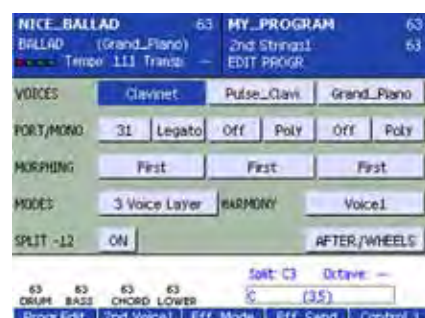 NICE_BALLAD 63 MY_PROGRAM 63
BALLAD (Grand_Piano) 2nd Strings1 63
Tempo 111 Transp -- EDIT PROGR
VOICES Clavinet Pulse_Clavi Grand_Piano
PORT/MONO 31 Legato Off Poly Off Poly
MORPHING First First First
MODES 3 Voice Layer HARMONY Voice1
SPLIT -12 ON AFTER/WHEELS
Split C3 Octave --
63 63 63 63
DRUM BASS CHORD LOWER C (35)
Progr.Edit 2nd Voice1 Eff. Mode Eff. Send Control 1